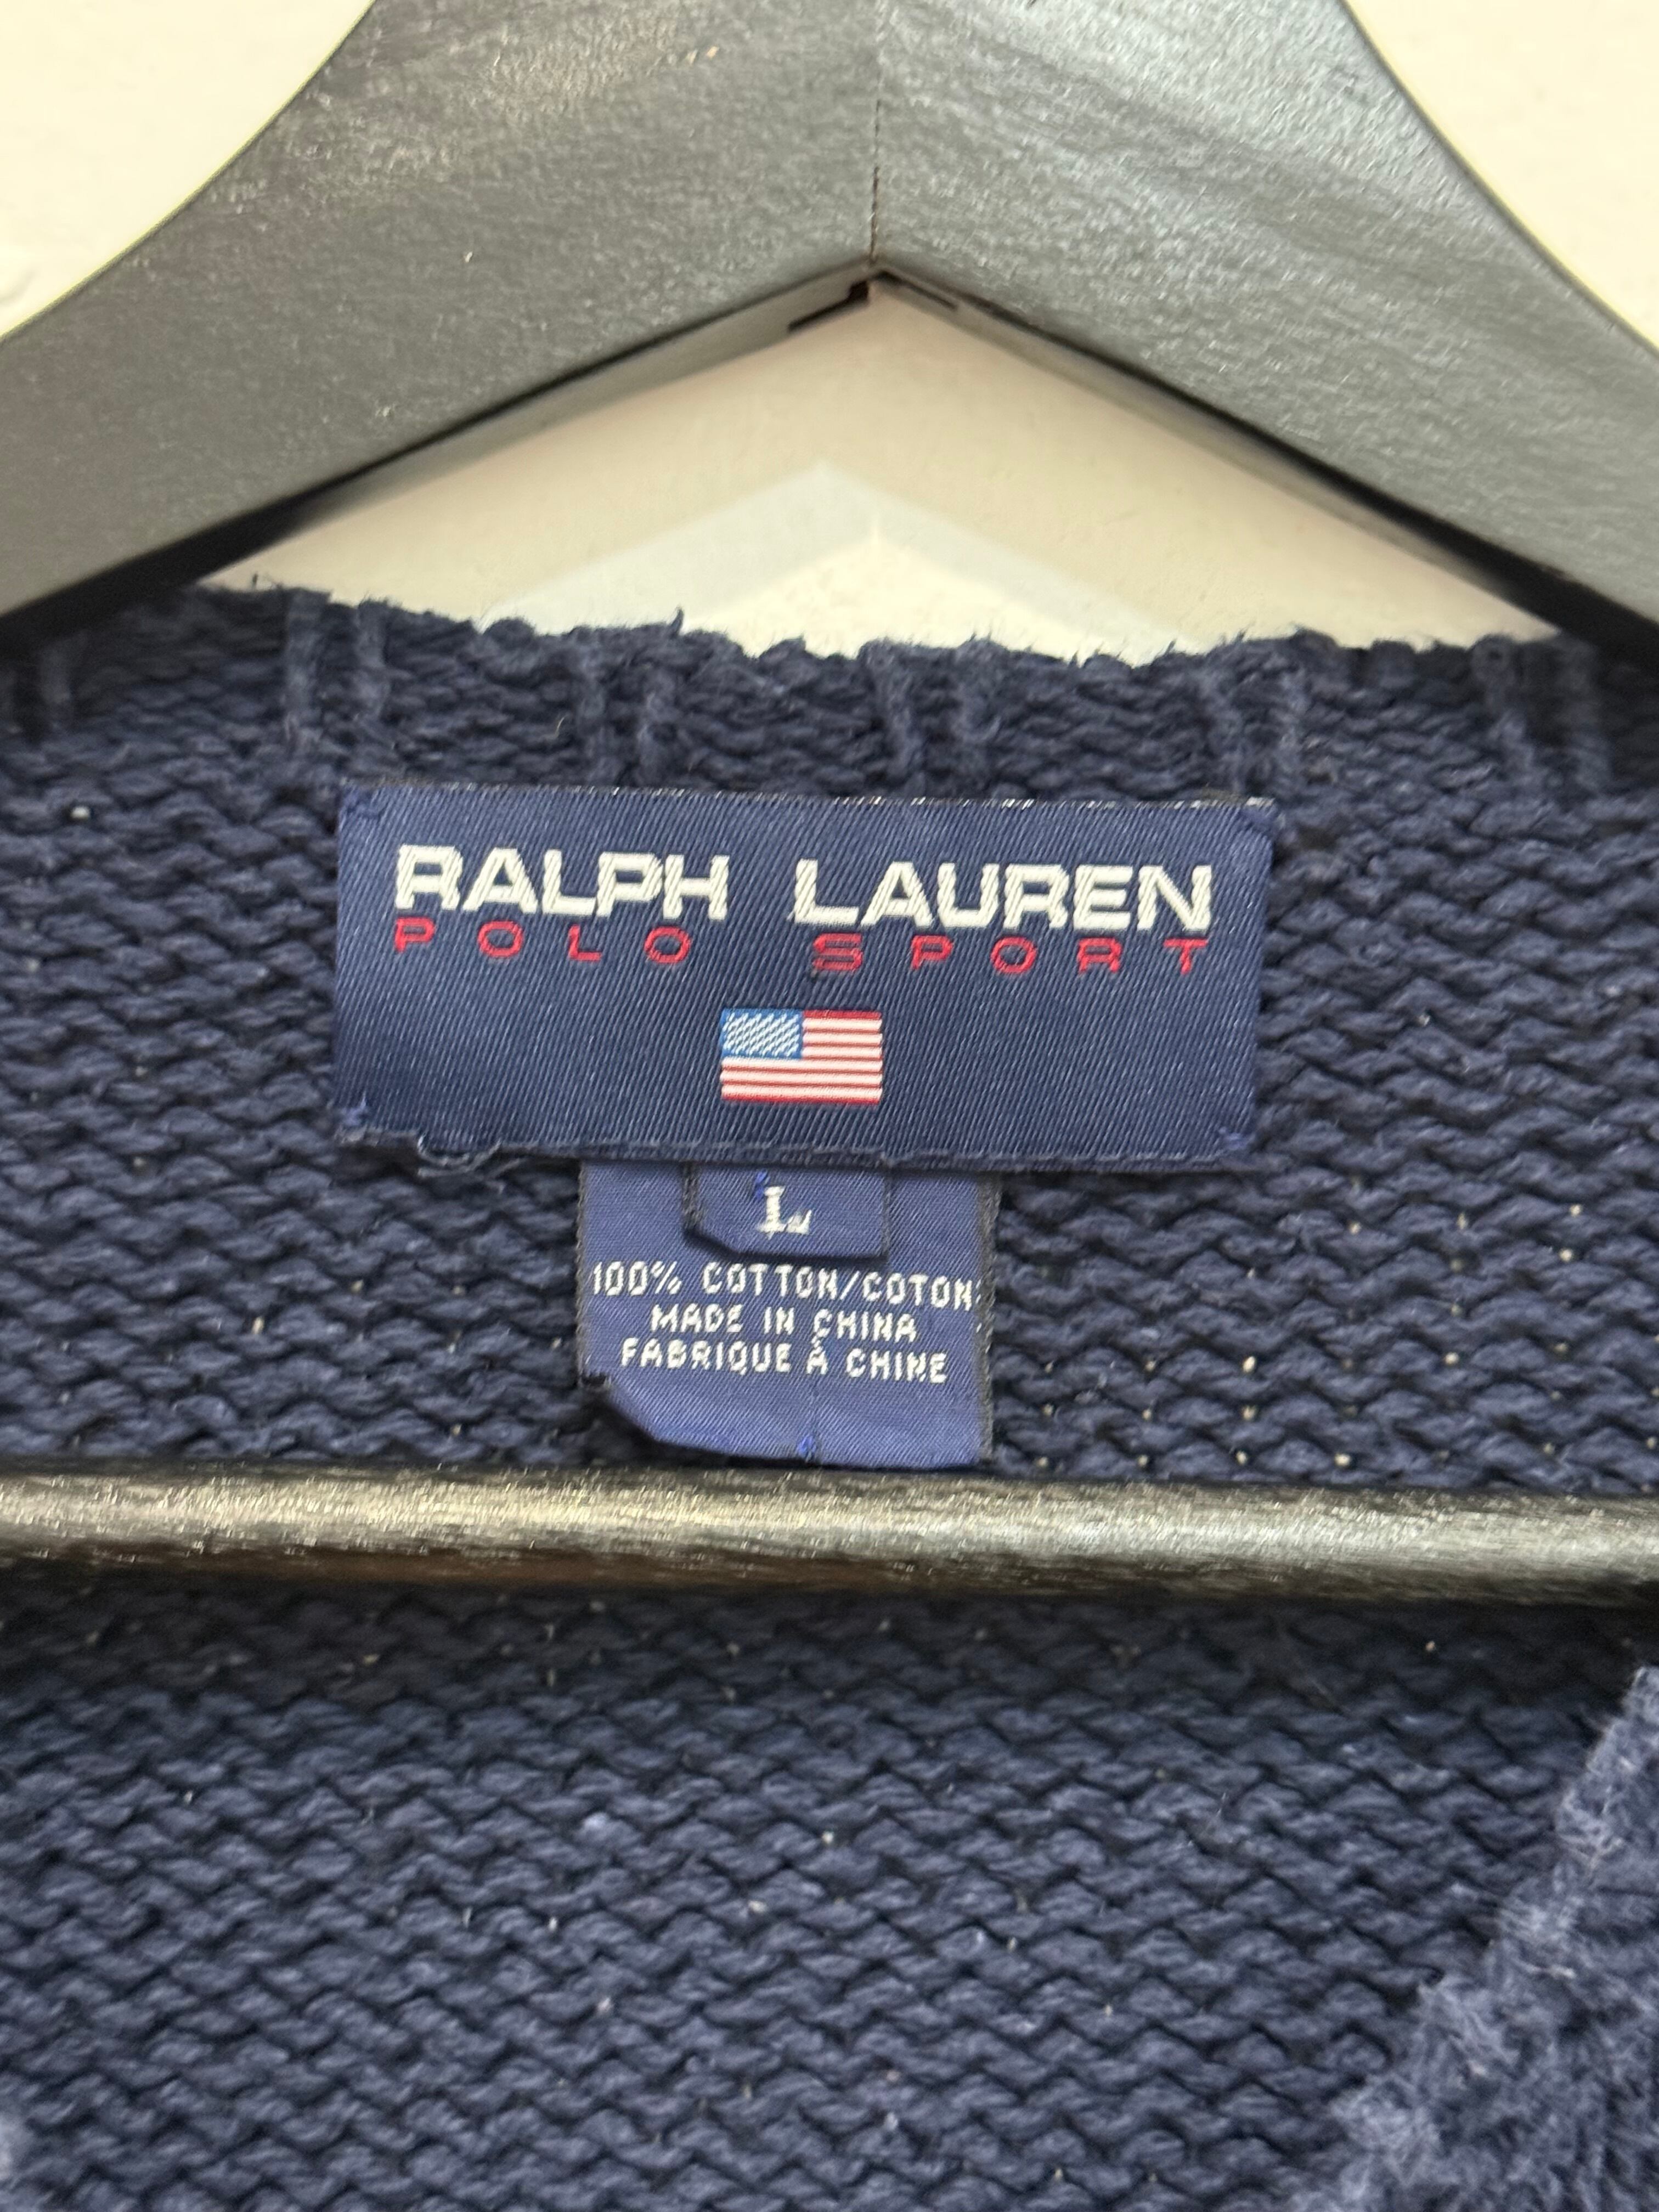 RALPH LAUREN
POLO SPORT
L
100% COTTON/COTON
MADE IN CHINA
FABRIQUE À CHINE